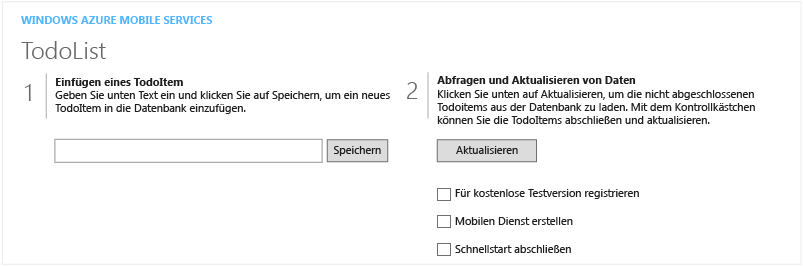 WINDOWS AZURE MOBILE SERVICES
TodoList
1
Einfügen eines TodoItem
Geben Sie unten Text ein und klicken Sie auf Speichern, um ein neues
TodoItem in die Datenbank einzufügen.
Speichern
2
Abfragen und Aktualisieren von Daten
Klicken Sie unten auf Aktualisieren, um die nicht abgeschlossenen
Todoitems aus der Datenbank zu laden. Mit dem Kontrollkästchen
können Sie die TodoItems abschließen und aktualisieren.
Aktualisieren
Für kostenlose Testversion registrieren
Mobilen Dienst erstellen
Schnellstart abschließen